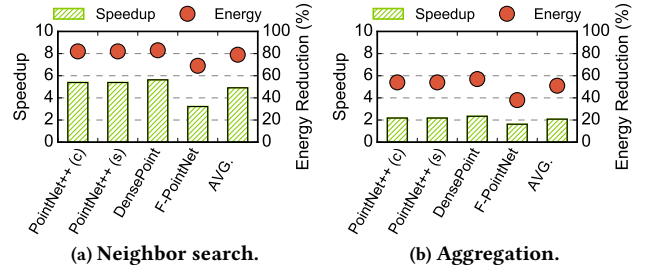 Speedup Energy
10
8
6
4
2
0
Speedup
100
80
60
40
20
0
Energy Reduction (%)
PointNet++ (c)
PointNet++ (s)
DensePoint
F-PointNet
AVG.
(a) Neighbor search.
Speedup Energy
10
8
6
4
2
0
Speedup
100
80
60
40
20
0
Energy Reduction (%)
PointNet++ (c)
PointNet++ (s)
DensePoint
F-PointNet
AVG.
(b) Aggregation.